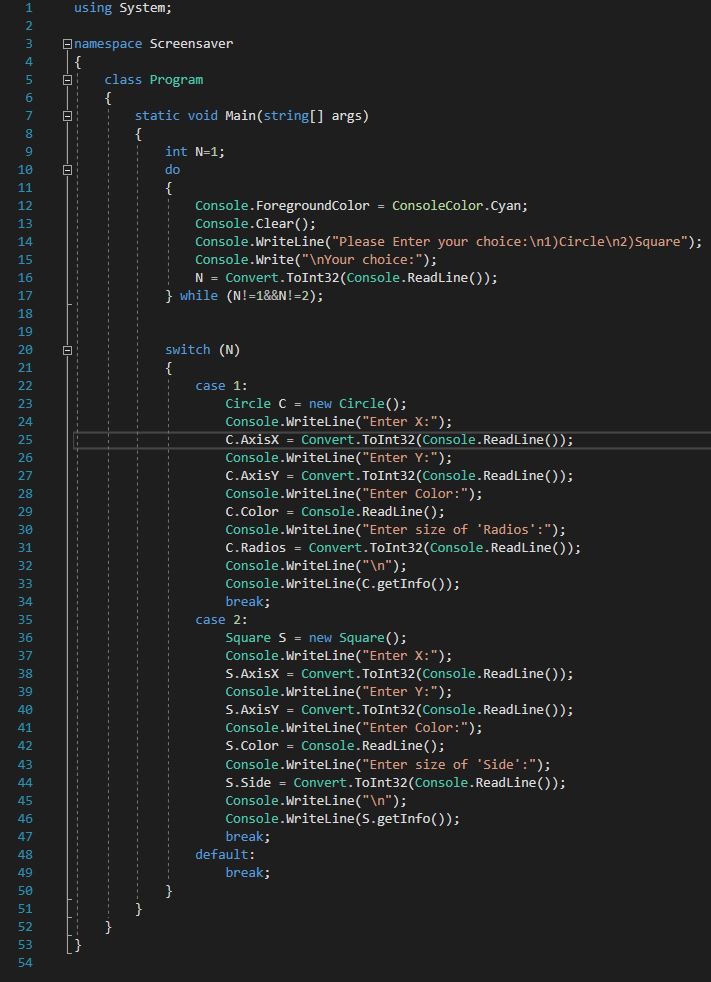 1 using System;
2
3 namespace Screensaver
4 {
5 class Program
6 {
7 static void Main(string[] args)
8 {
9 int N=1;
10 do
11 {
12 Console.ForegroundColor = ConsoleColor.Cyan;
13 Console.Clear();
14 Console.WriteLine("Please Enter your choice:\n1)Circle\n2)Square");
15 Console.Write("\nYour choice:");
16 N = Convert.ToInt32(Console.ReadLine());
17 } while (N!=1&&N!=2);
18
19
20 switch (N)
21 {
22 case 1:
23 Circle C = new Circle();
24 Console.WriteLine("Enter X:");
25 C.AxisX = Convert.ToInt32(Console.ReadLine());
26 Console.WriteLine("Enter Y:");
27 C.AxisY = Convert.ToInt32(Console.ReadLine());
28 Console.WriteLine("Enter Color:");
29 C.Color = Console.ReadLine();
30 Console.WriteLine("Enter size of 'Radios':");
31 C.Radios = Convert.ToInt32(Console.ReadLine());
32 Console.WriteLine("\n");
33 Console.WriteLine(C.getInfo());
34 break;
35 case 2:
36 Square S = new Square();
37 Console.WriteLine("Enter X:");
38 S.AxisX = Convert.ToInt32(Console.ReadLine());
39 Console.WriteLine("Enter Y:");
40 S.AxisY = Convert.ToInt32(Console.ReadLine());
41 Console.WriteLine("Enter Color:");
42 S.Color = Console.ReadLine();
43 Console.WriteLine("Enter size of 'Side':");
44 S.Side = Convert.ToInt32(Console.ReadLine());
45 Console.WriteLine("\n");
46 Console.WriteLine(S.getInfo());
47 break;
48 default:
49 break;
50 }
51 }
52 }
53 }
54